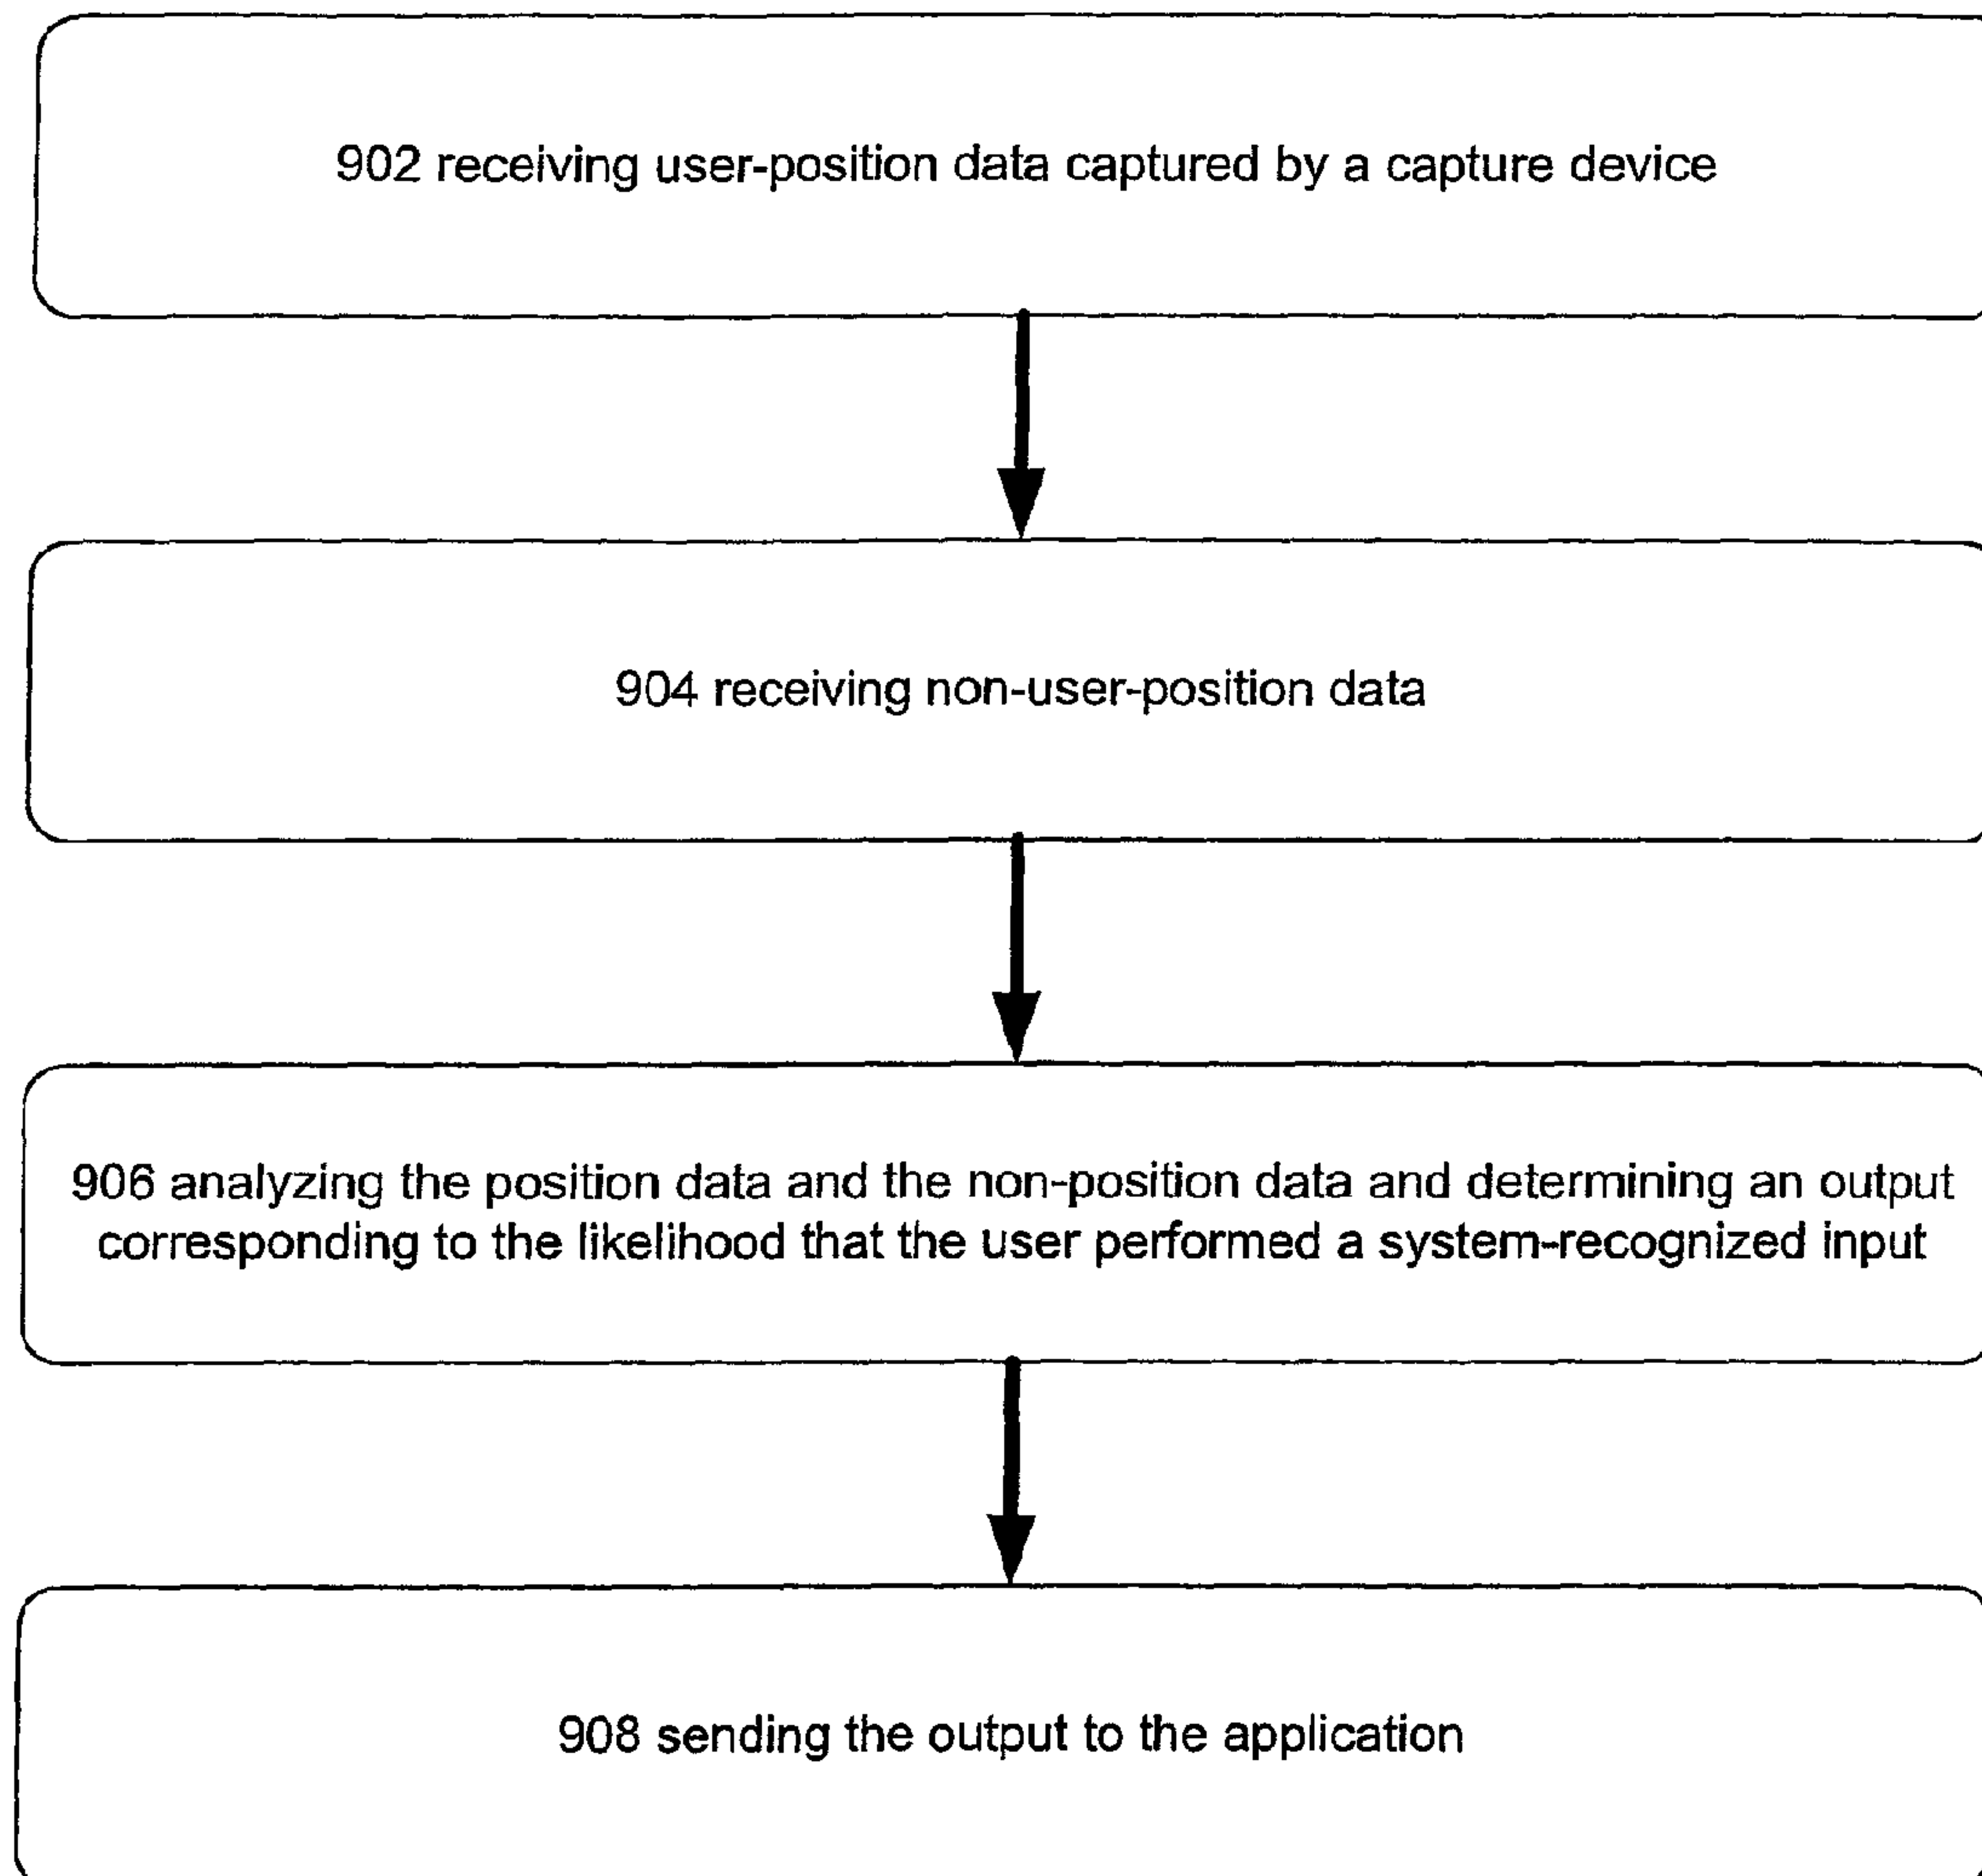 902 receiving user-position data captured by a capture device
904 receiving non-user-position data
906 analyzing the position data and the non-position data and determining an output
corresponding to the likelihood that the user performed a system-recognized input
908 sending the output to the application